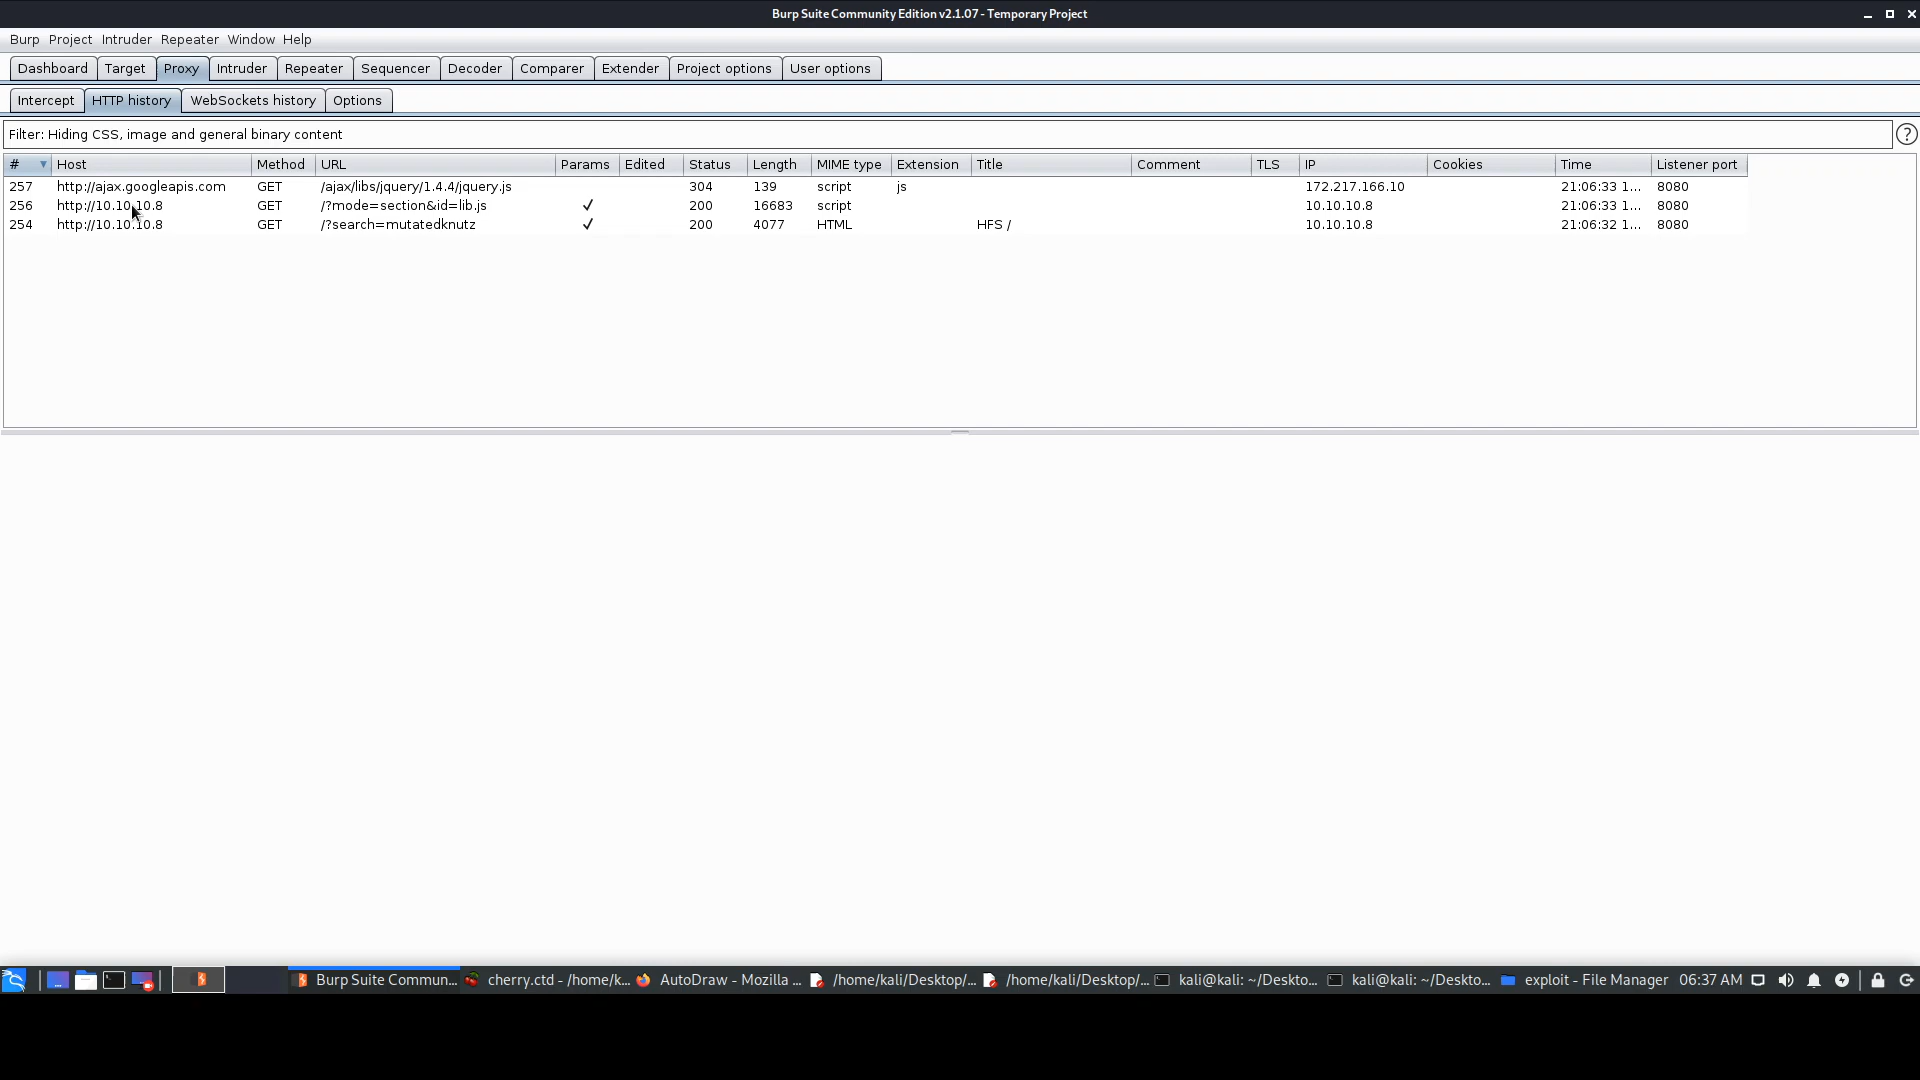 Burp Suite Community Edition v2.1.07 - Temporary Project
Burp Project Intruder Repeater Window Help
Dashboard Target Proxy Intruder Repeater Sequencer Decoder Comparer Extender Project options User options
Intercept HTTP history WebSockets history Options
Filter: Hiding CSS, image and general binary content ?
# Host Method URL Params Edited Status Length MIME type Extension Title Comment TLS IP Cookies Time Listener port
257 http://ajax.googleapis.com GET /ajax/libs/jquery/1.4.4/jquery.js 304 139 script js 172.217.166.10 21:06:33 1... 8080
256 http://10.10.10.8 GET /?mode=section&id=lib.js ✓ 200 16683 script 10.10.10.8 21:06:33 1... 8080
254 http://10.10.10.8 GET /?search=mutatedknutz ✓ 200 4077 HTML HFS / 10.10.10.8 21:06:32 1... 8080
Burp Suite Commun... cherry.ctd - /home/k... AutoDraw - Mozilla ... /home/kali/Desktop/... /home/kali/Desktop/... kali@kali: ~/Deskto... kali@kali: ~/Deskto... exploit - File Manager 06:37 AM